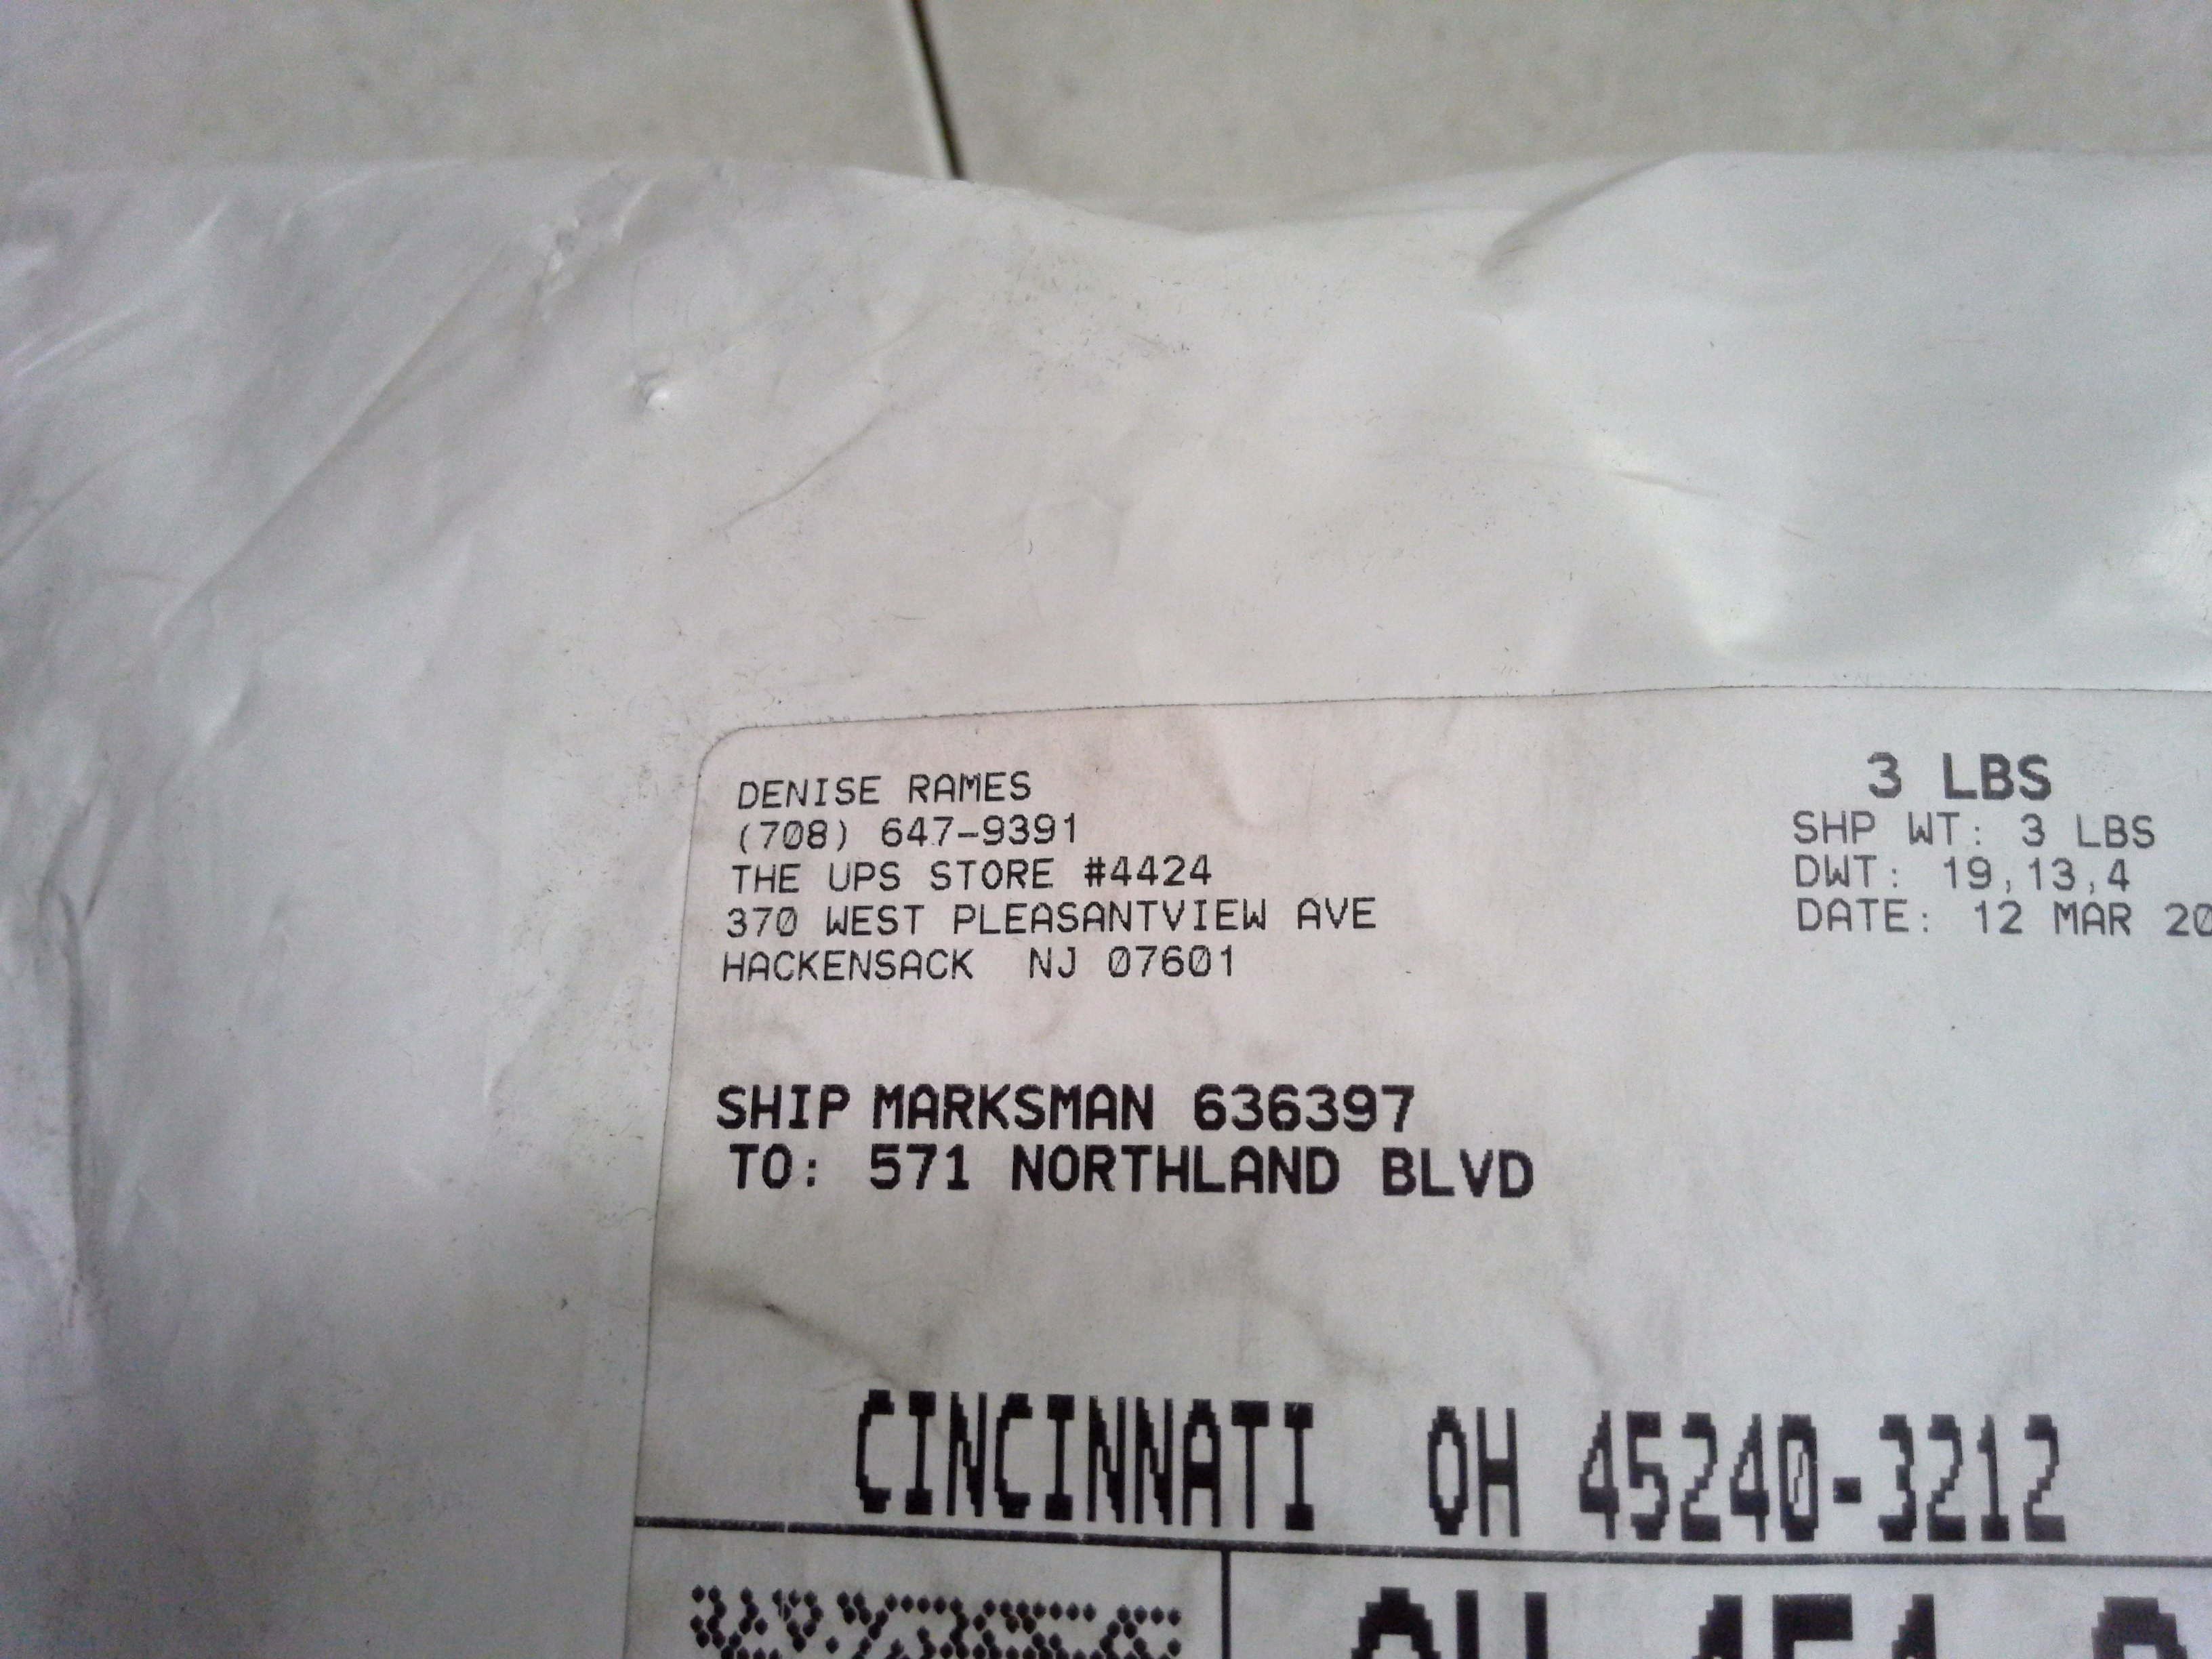 DENISE RAMES
(708) 647-9391
THE UPS STORE #4424
370 WEST PLEASANTVIEW AVE
HACKENSACK NJ 07601
3 LBS
SHP WT: 3 LBS
DWT: 19,13,4
DATE: 12 MAR 20
SHIP MARKSMAN 636397
TO: 571 NORTHLAND BLVD
CINCINNATI OH 45240-3212